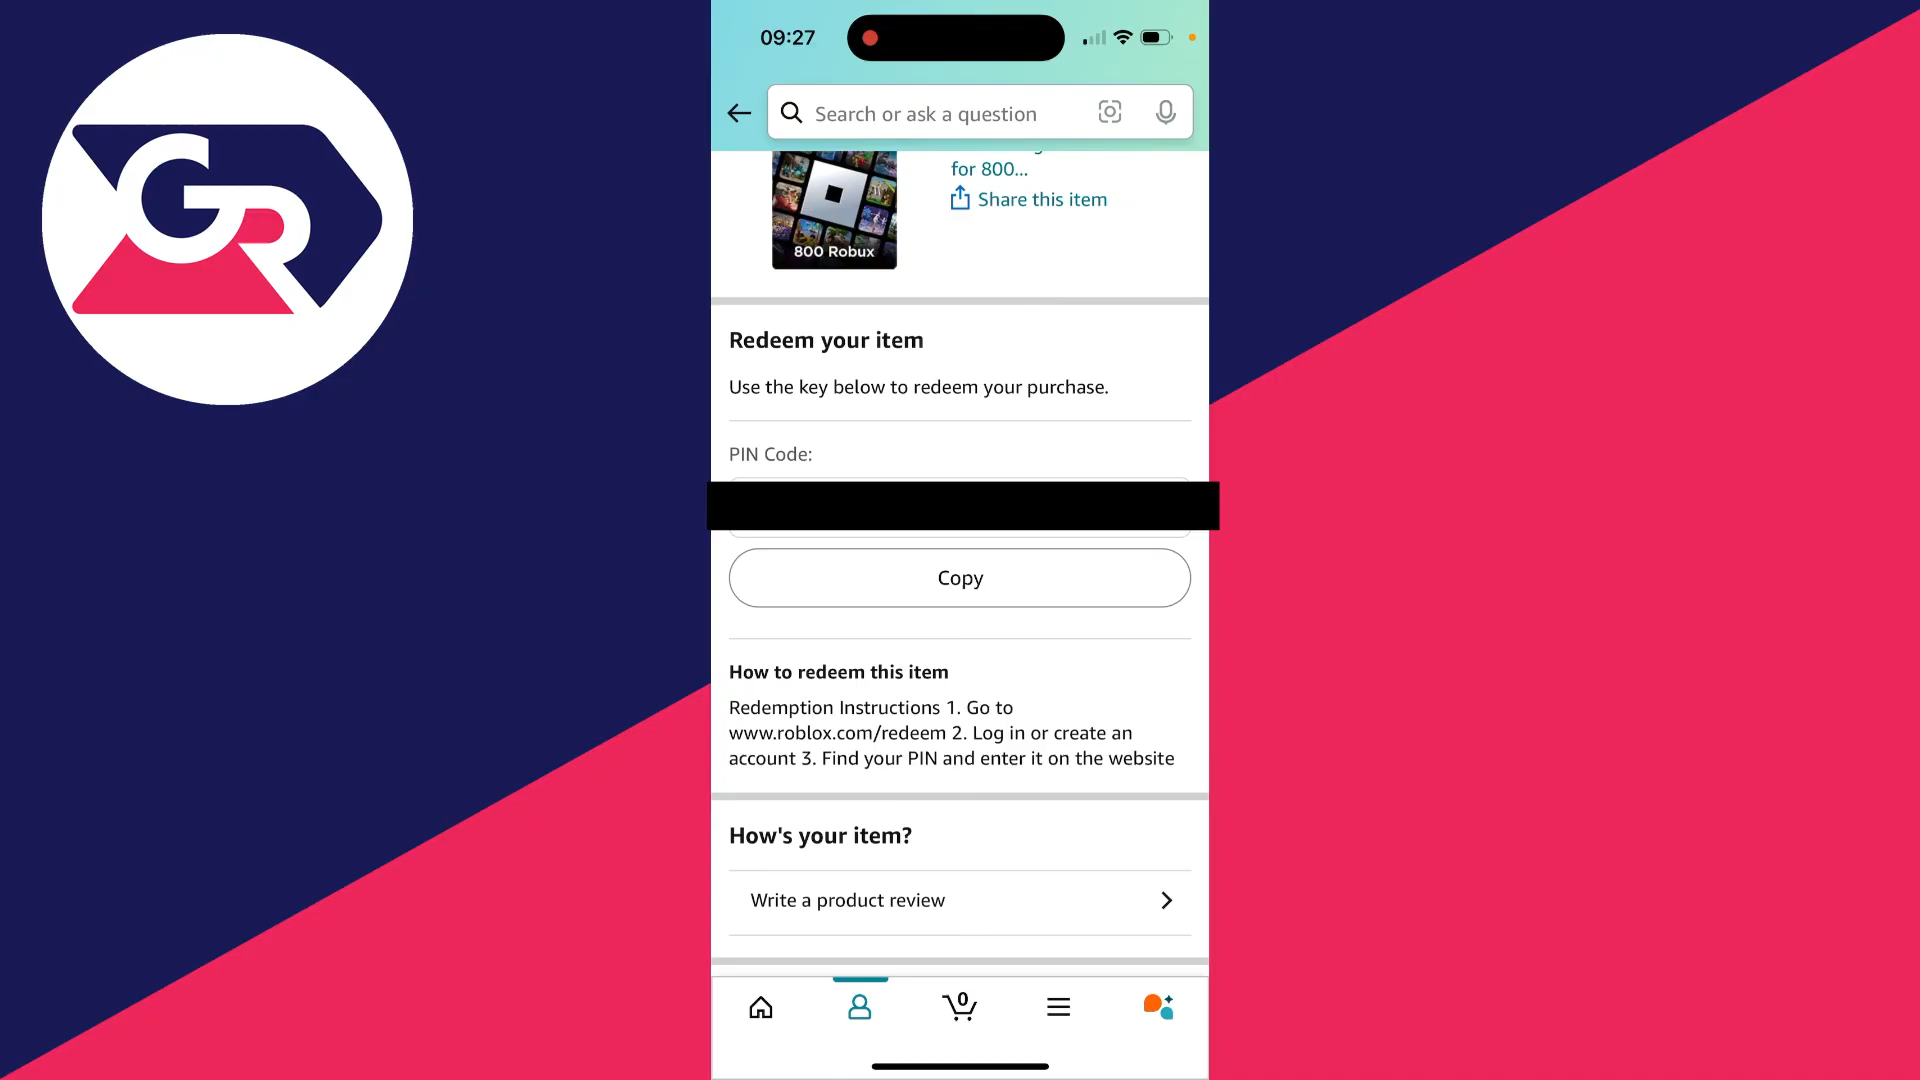 GR
09:27
Search or ask a question
for 800...
Share this item
800 Robux
Redeem your item
Use the key below to redeem your purchase.
PIN Code:
Copy
How to redeem this item
Redemption Instructions 1. Go to
www.roblox.com/redeem 2. Log in or create an
account 3. Find your PIN and enter it on the website
How's your item?
Write a product review
0